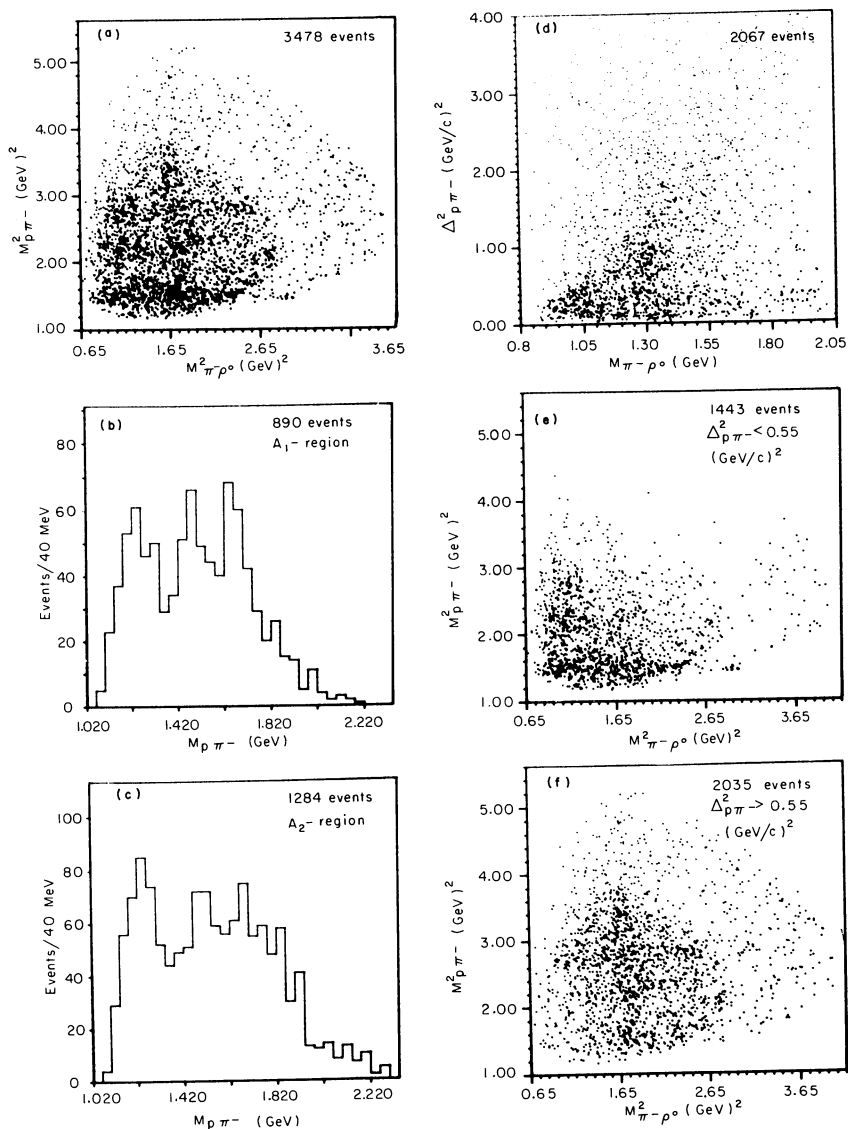 (a)
3478 events
5.00
4.00
3.00
2.00
1.00
M²pπ− (GeV)²
0.65 1.65 2.65 3.65
M²π−ρ° (GeV)²
(b)
890 events
A₁− region
80
60
40
20
0
Events/40 MeV
1.020 1.420 1.820 2.220
Mpπ− (GeV)
(c)
1284 events
A₂− region
100
80
60
40
20
0
Events/40 MeV
1.020 1.420 1.820 2.220
Mpπ− (GeV)
(d)
2067 events
4.00
3.00
2.00
1.00
0.00
Δ²pπ− (GeV/c)²
0.8 1.05 1.30 1.55 1.80 2.05
Mπ−ρ° (GeV)
(e)
1443 events
Δ²pπ− < 0.55
(GeV/c)²
5.00
4.00
3.00
2.00
1.00
M²pπ− (GeV)²
0.65 1.65 2.65 3.65
M²π−ρ° (GeV)²
(f)
2035 events
Δ²pπ− > 0.55
(GeV/c)²
5.00
4.00
3.00
2.00
1.00
M²pπ− (GeV)²
0.65 1.65 2.65 3.65
M²π−ρ° (GeV)²